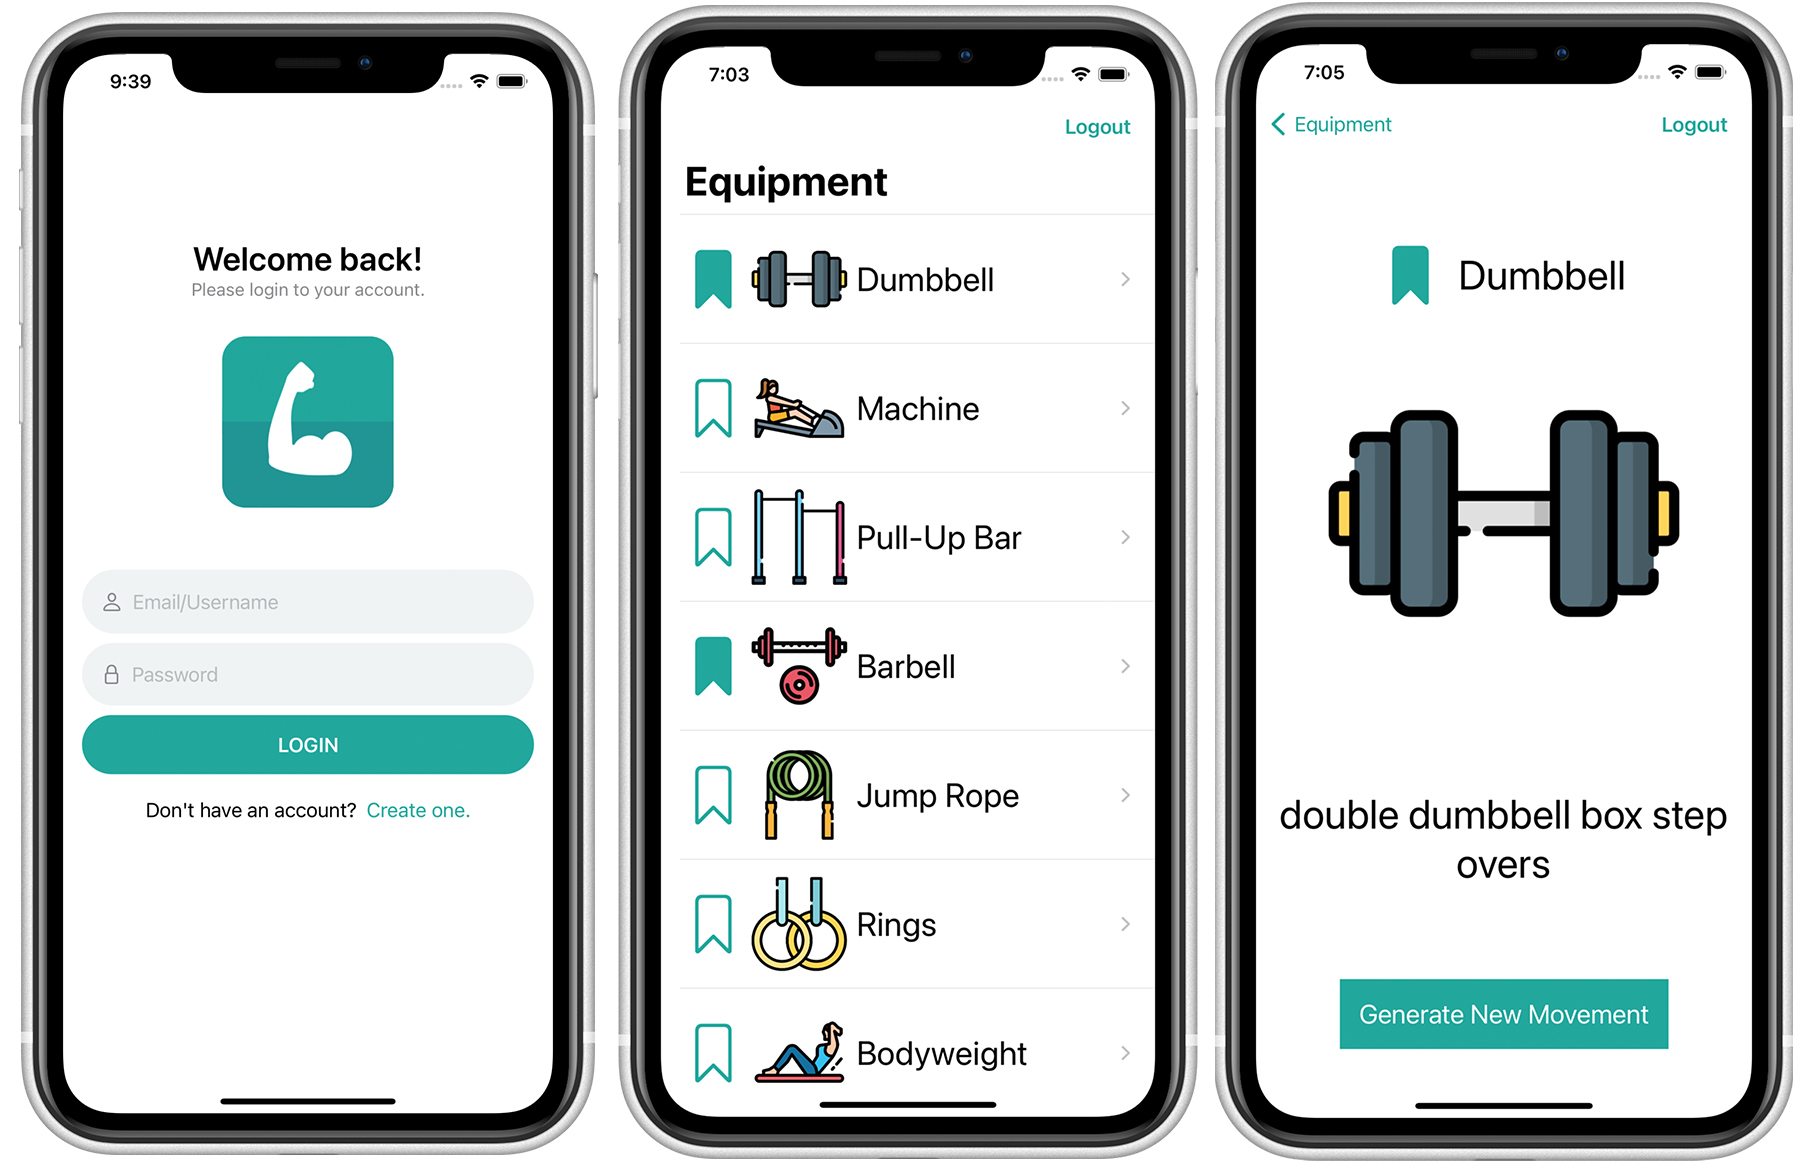 9:39
Welcome back!
Please login to your account.
Email/Username
Password
LOGIN
Don't have an account? Create one.
7:03
Logout
Equipment
Dumbbell
Machine
Pull-Up Bar
Barbell
Jump Rope
Rings
Bodyweight
7:05
Equipment
Logout
Dumbbell
double dumbbell box step
overs
Generate New Movement